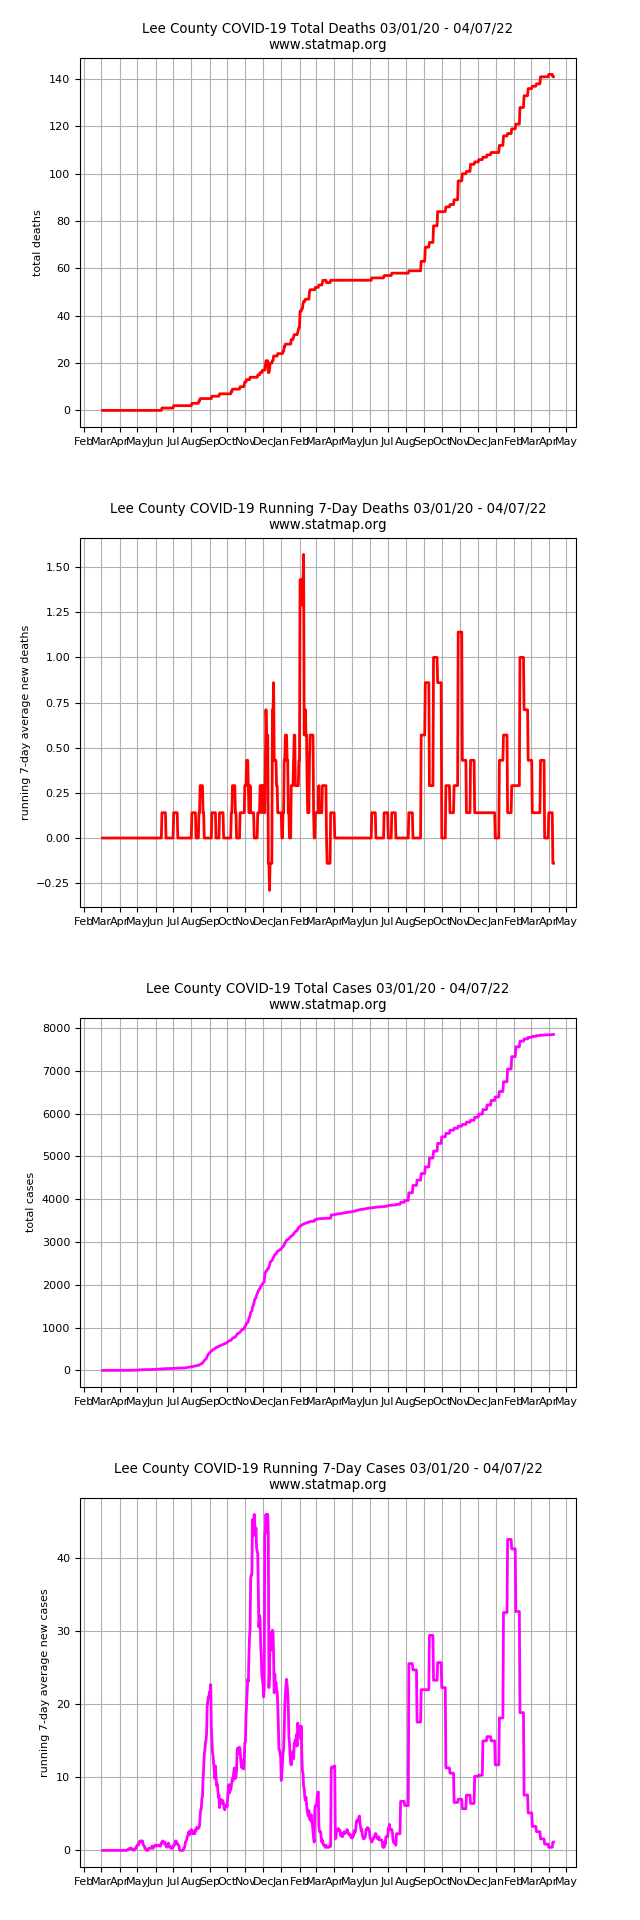 Lee County COVID-19 Total Deaths 03/01/20 - 04/07/22
www.statmap.org
total deaths
140
120
100
80
60
40
20
0
Feb Mar Apr May Jun Jul Aug Sep Oct Nov Dec Jan Feb Mar Apr May Jun Jul Aug Sep Oct Nov Dec Jan Feb Mar Apr May
Lee County COVID-19 Running 7-Day Deaths 03/01/20 - 04/07/22
www.statmap.org
running 7-day average new deaths
1.50
1.25
1.00
0.75
0.50
0.25
0.00
−0.25
Feb Mar Apr May Jun Jul Aug Sep Oct Nov Dec Jan Feb Mar Apr May Jun Jul Aug Sep Oct Nov Dec Jan Feb Mar Apr May
Lee County COVID-19 Total Cases 03/01/20 - 04/07/22
www.statmap.org
total cases
8000
7000
6000
5000
4000
3000
2000
1000
0
Feb Mar Apr May Jun Jul Aug Sep Oct Nov Dec Jan Feb Mar Apr May Jun Jul Aug Sep Oct Nov Dec Jan Feb Mar Apr May
Lee County COVID-19 Running 7-Day Cases 03/01/20 - 04/07/22
www.statmap.org
running 7-day average new cases
40
30
20
10
0
Feb Mar Apr May Jun Jul Aug Sep Oct Nov Dec Jan Feb Mar Apr May Jun Jul Aug Sep Oct Nov Dec Jan Feb Mar Apr May